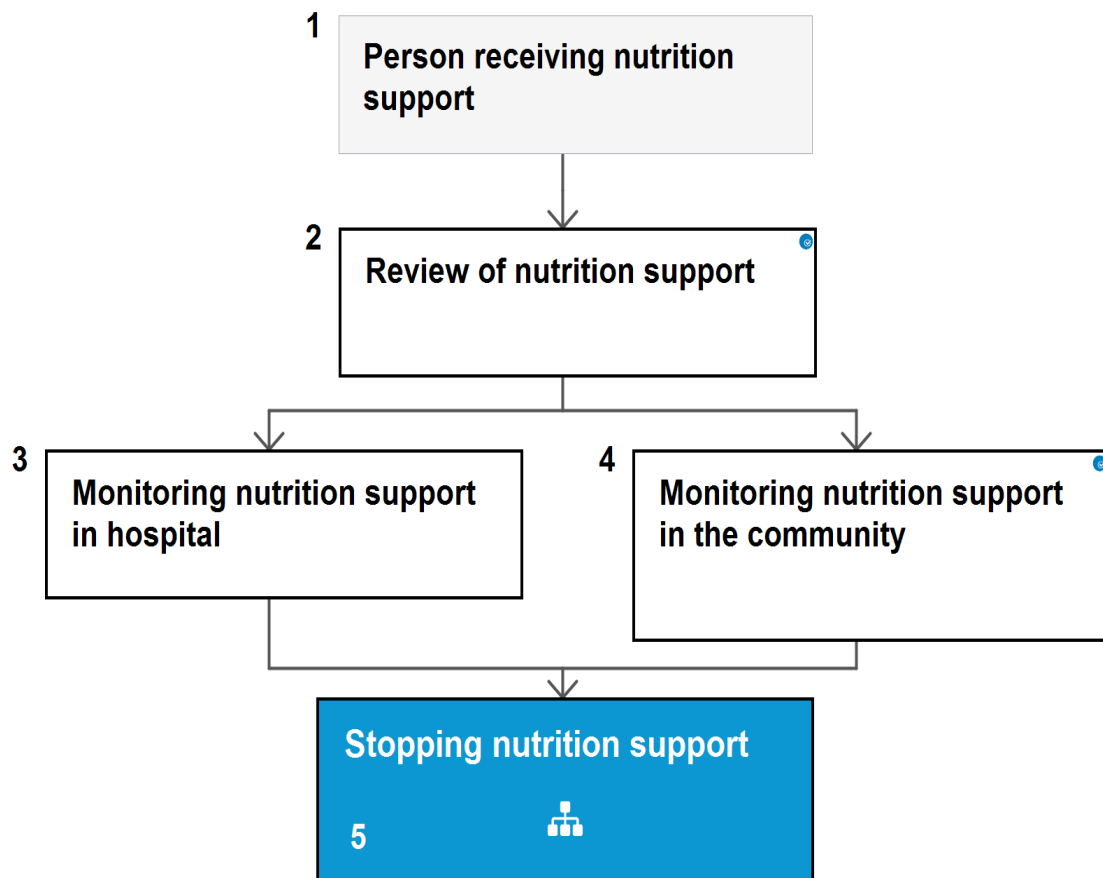 1
Person receiving nutrition
support
2
Review of nutrition support
3
Monitoring nutrition support
in hospital
4
Monitoring nutrition support
in the community
Stopping nutrition support
5